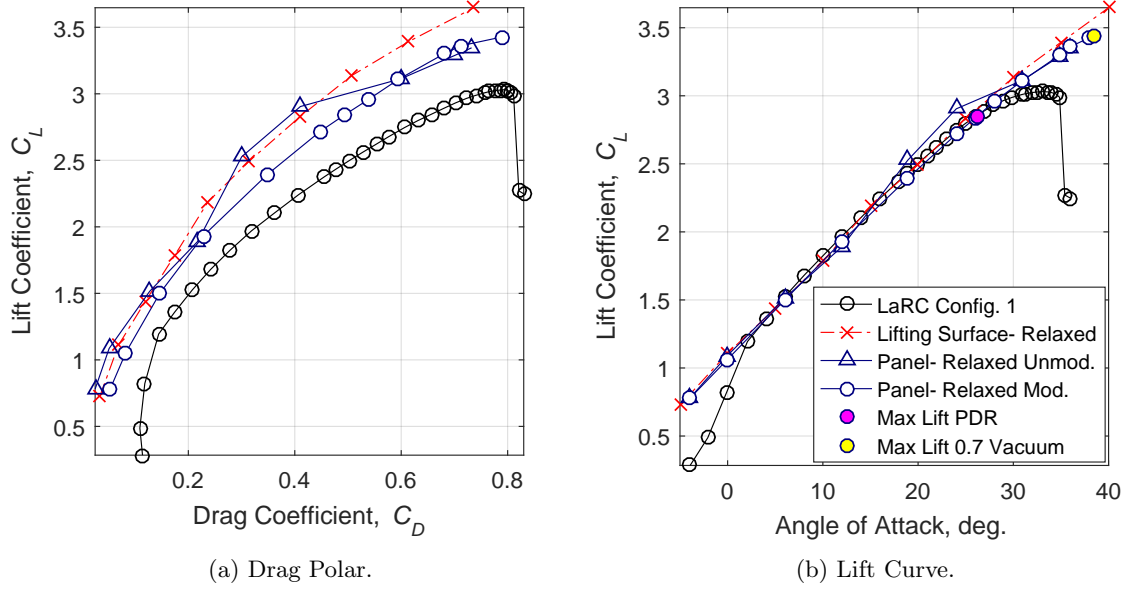 3.5
3
2.5
2
1.5
1
0.5
0.2
0.4
0.6
0.8
Lift Coefficient, C_L
Drag Coefficient, C_D
(a) Drag Polar.
3.5
3
2.5
2
1.5
1
0.5
0
10
20
30
40
Lift Coefficient, C_L
Angle of Attack, deg.
LaRC Config. 1
Lifting Surface- Relaxed
Panel- Relaxed Unmod.
Panel- Relaxed Mod.
Max Lift PDR
Max Lift 0.7 Vacuum
(b) Lift Curve.